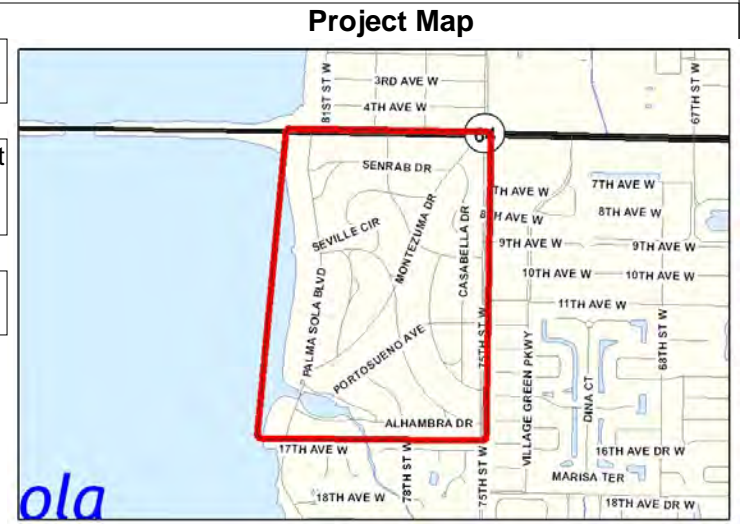 Project Map
t
81ST ST W
3RD AVE W
4TH AVE W
67TH ST W
SENRAB DR
TH AVE W
7TH AVE W
8TH AVE W
H AVE W
SEVILLE CIR
MONTEZUMA DR
CASABELLA DR
9TH AVE W
9TH AVE W
10TH AVE W
10TH AVE W
11TH AVE W
PALMA SOLA BLVD
75TH ST W
PORTOSUENO AVE
VILLAGE GREEN PKWY
DINA CT
68TH ST W
ALHAMBRA DR
17TH AVE W
78TH ST W
75TH ST W
16TH AVE DR W
MARISA TER
18TH AVE W
18TH AVE DR W
ola